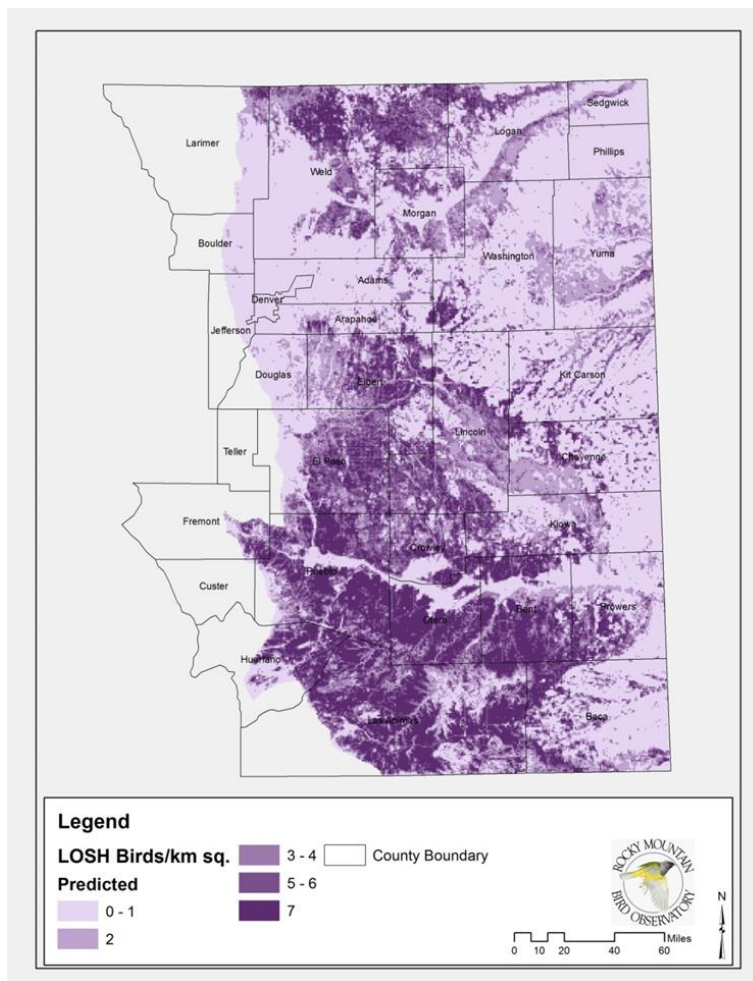 Sedgwick
Larimer
Logan
Phillips
Weld
Morgan
Boulder
Washington
Yuma
Adams
Denver
Arapahoe
Jefferson
Douglas
Kit Carson
Elbert
Lincoln
Teller
Cheyenne
El Paso
Fremont
Kiowa
Crowley
Pueblo
Custer
Otero
Bent
Prowers
Huerfano
Las Animas
Baca
Legend
LOSH Birds/km sq.
Predicted
0 - 1
2
3 - 4
5 - 6
7
County Boundary
ROCKY MOUNTAIN
BIRD OBSERVATORY
N
Miles
0 10 20 40 60